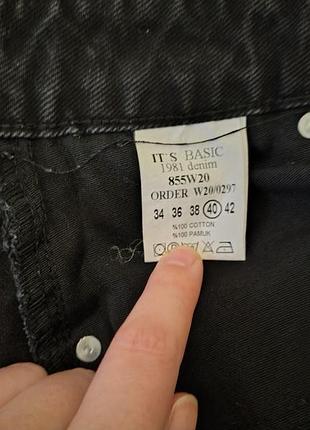 IT'S BASIC
1981 denim
855W20
ORDER W20/0297
34 36 38 40 42
%100 COTTON
%100 PAMUK